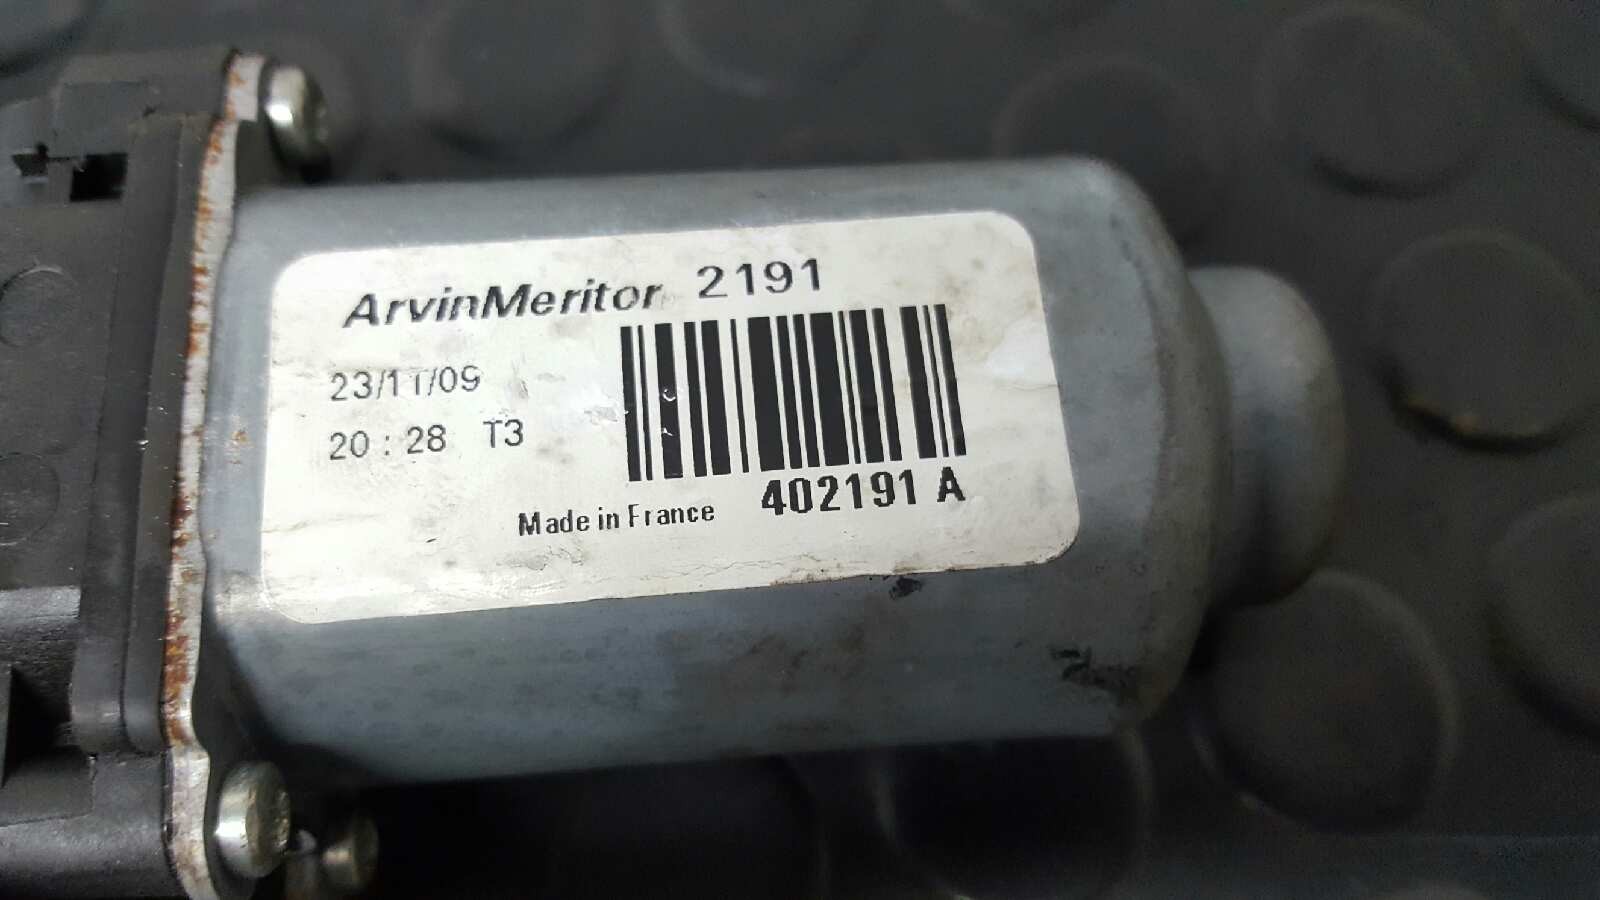 ArvinMeritor 2191
23/11/09
20 : 28 T3
402191 A
Made in France